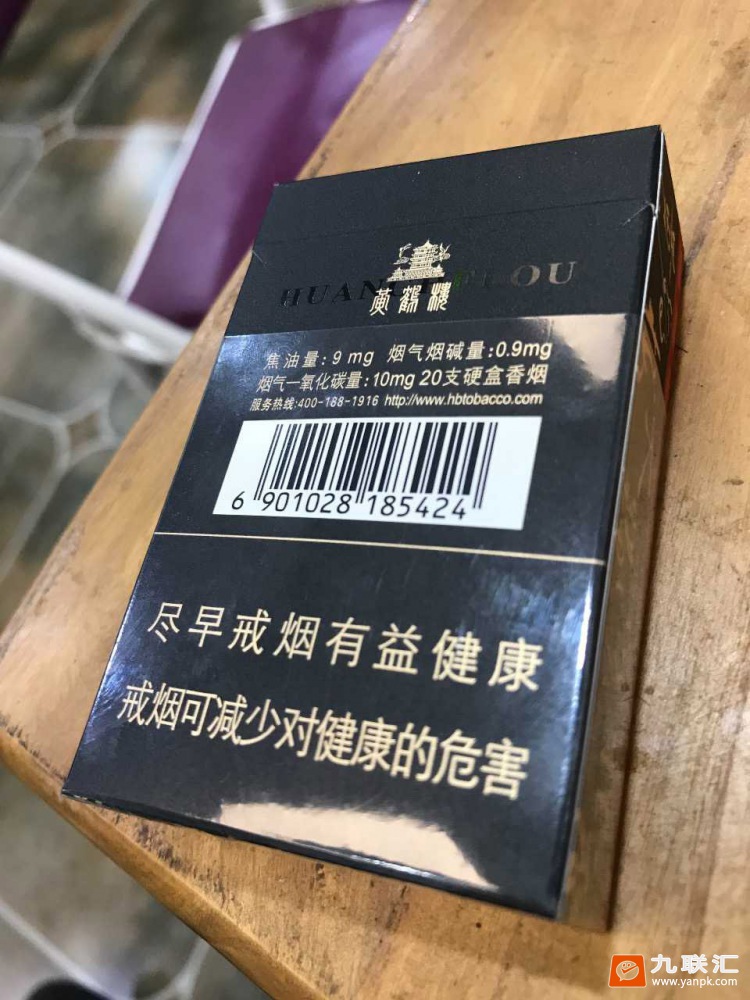 HUANGHELOU
黄鹤楼
焦油量：9 mg 烟气烟碱量：0.9mg
烟气一氧化碳量：10mg 20支硬盒香烟
服务热线:400-188-1916 http://www.hbtobacco.com
6 901028 185424
尽早戒烟有益健康
戒烟可减少对健康的危害
九联汇
www.yanpk.com